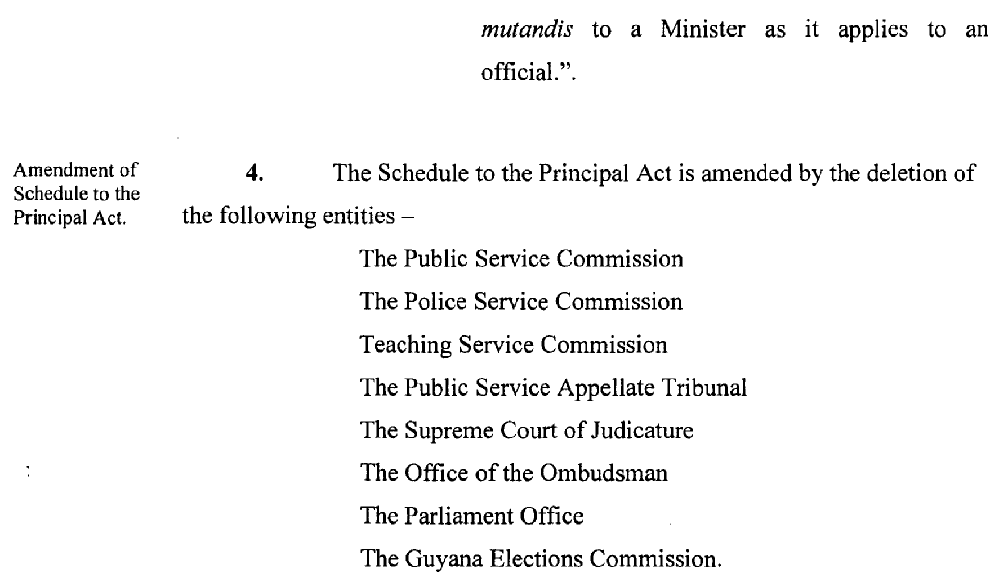 mutandis to a Minister as it applies to an
official.”.
Amendment of
Schedule to the
Principal Act.
4. The Schedule to the Principal Act is amended by the deletion of
the following entities –
The Public Service Commission
The Police Service Commission
Teaching Service Commission
The Public Service Appellate Tribunal
The Supreme Court of Judicature
The Office of the Ombudsman
The Parliament Office
The Guyana Elections Commission.